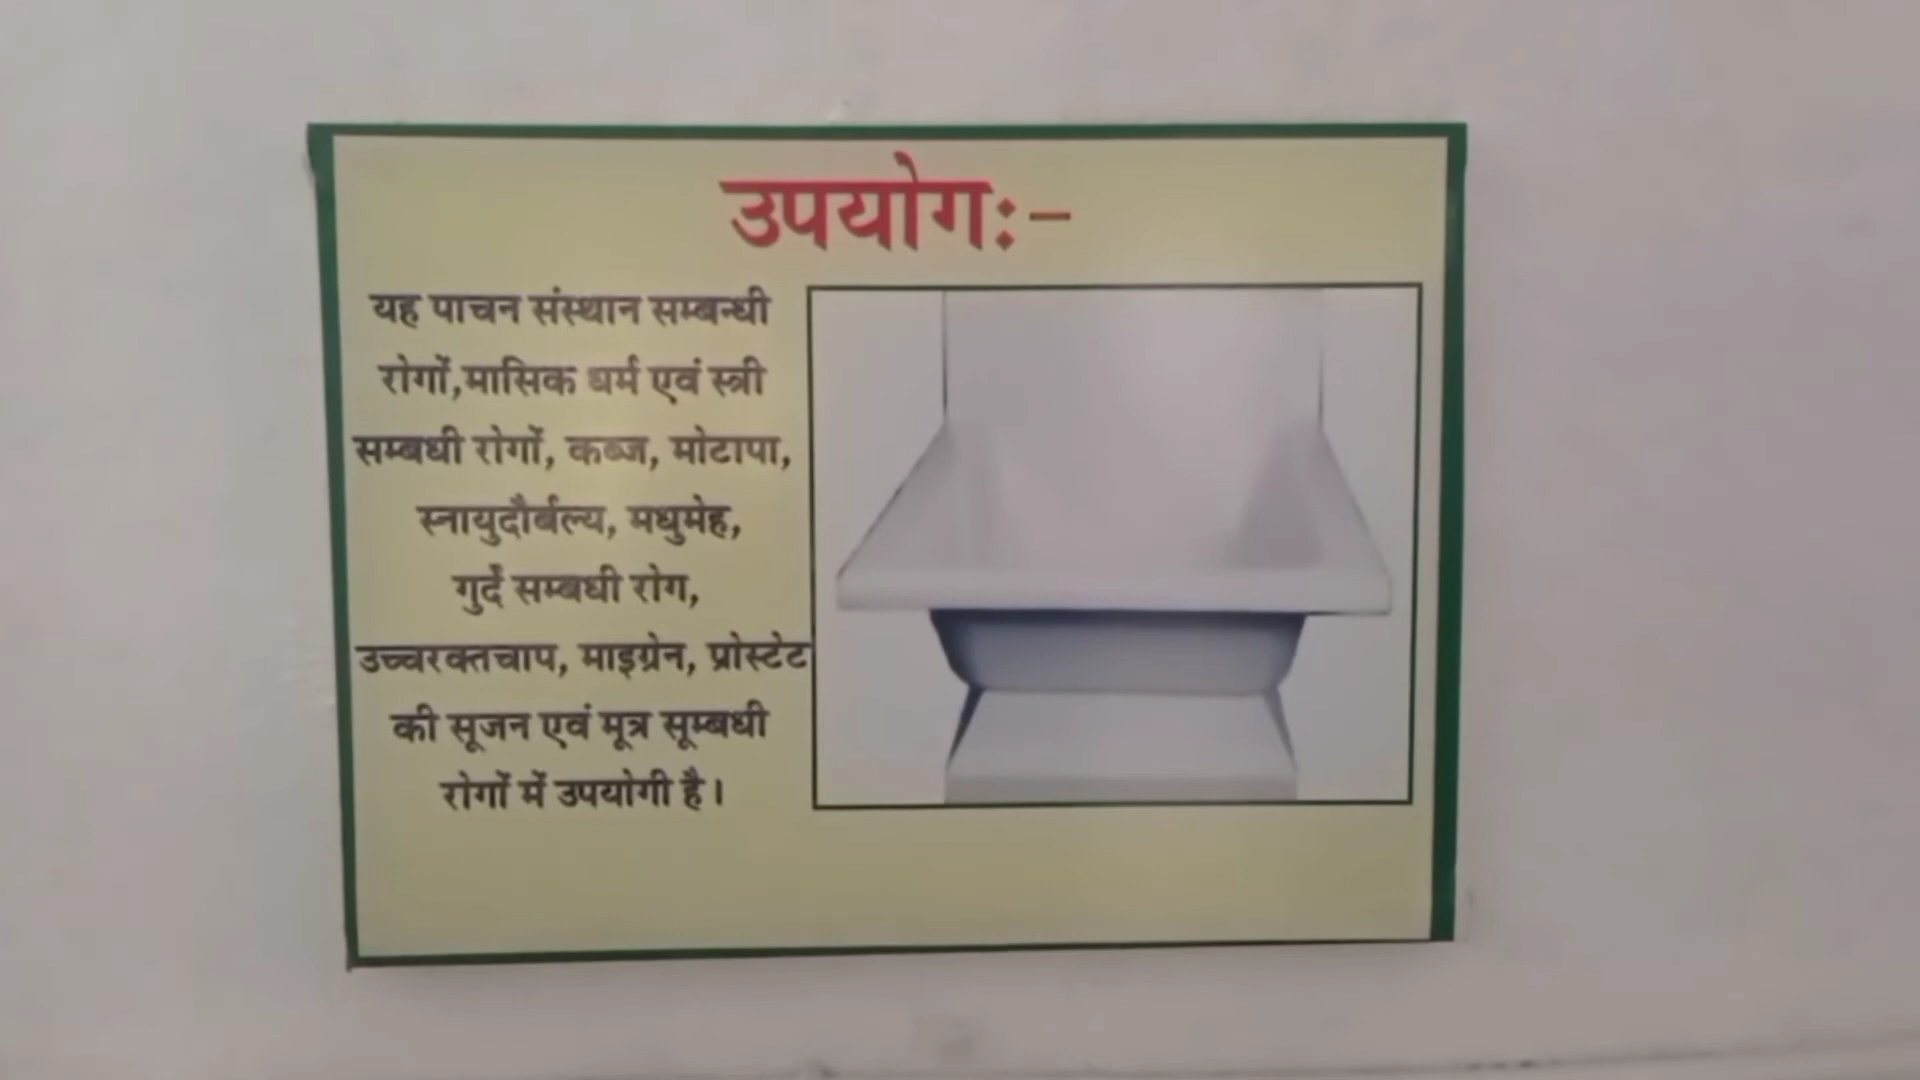 उपयोगः-
यह पाचन संस्थान सम्बन्धी
रोगों,मासिक धर्म एवं स्त्री
सम्बधी रोगों, कब्ज, मोटापा,
स्नायुदौर्बल्य, मधुमेह,
गुर्दे सम्बधी रोग,
उच्चरक्तचाप, माइग्रेन, प्रोस्टेट
की सूजन एवं मूत्र सूम्बधी
रोगों में उपयोगी है।